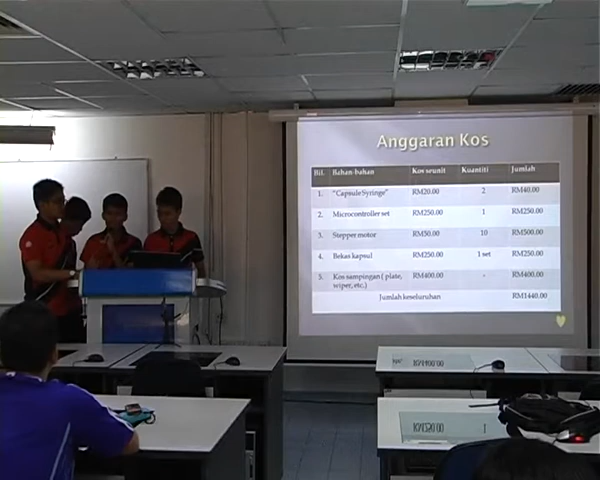 Anggaran Kos
Bil. Bahan-bahan Kos seunit Kuantiti Jumlah
1. "Capsule Syringe" RM20.00 2 RM40.00
2. Microcontroller set RM250.00 1 RM250.00
3. Stepper motor RM50.00 10 RM500.00
4. Bekas kapsul RM250.00 1 set RM250.00
5. Kos sampingan ( plate, RM400.00 - RM400.00
wiper, etc.)
Jumlah keseluruhan RM1440.00